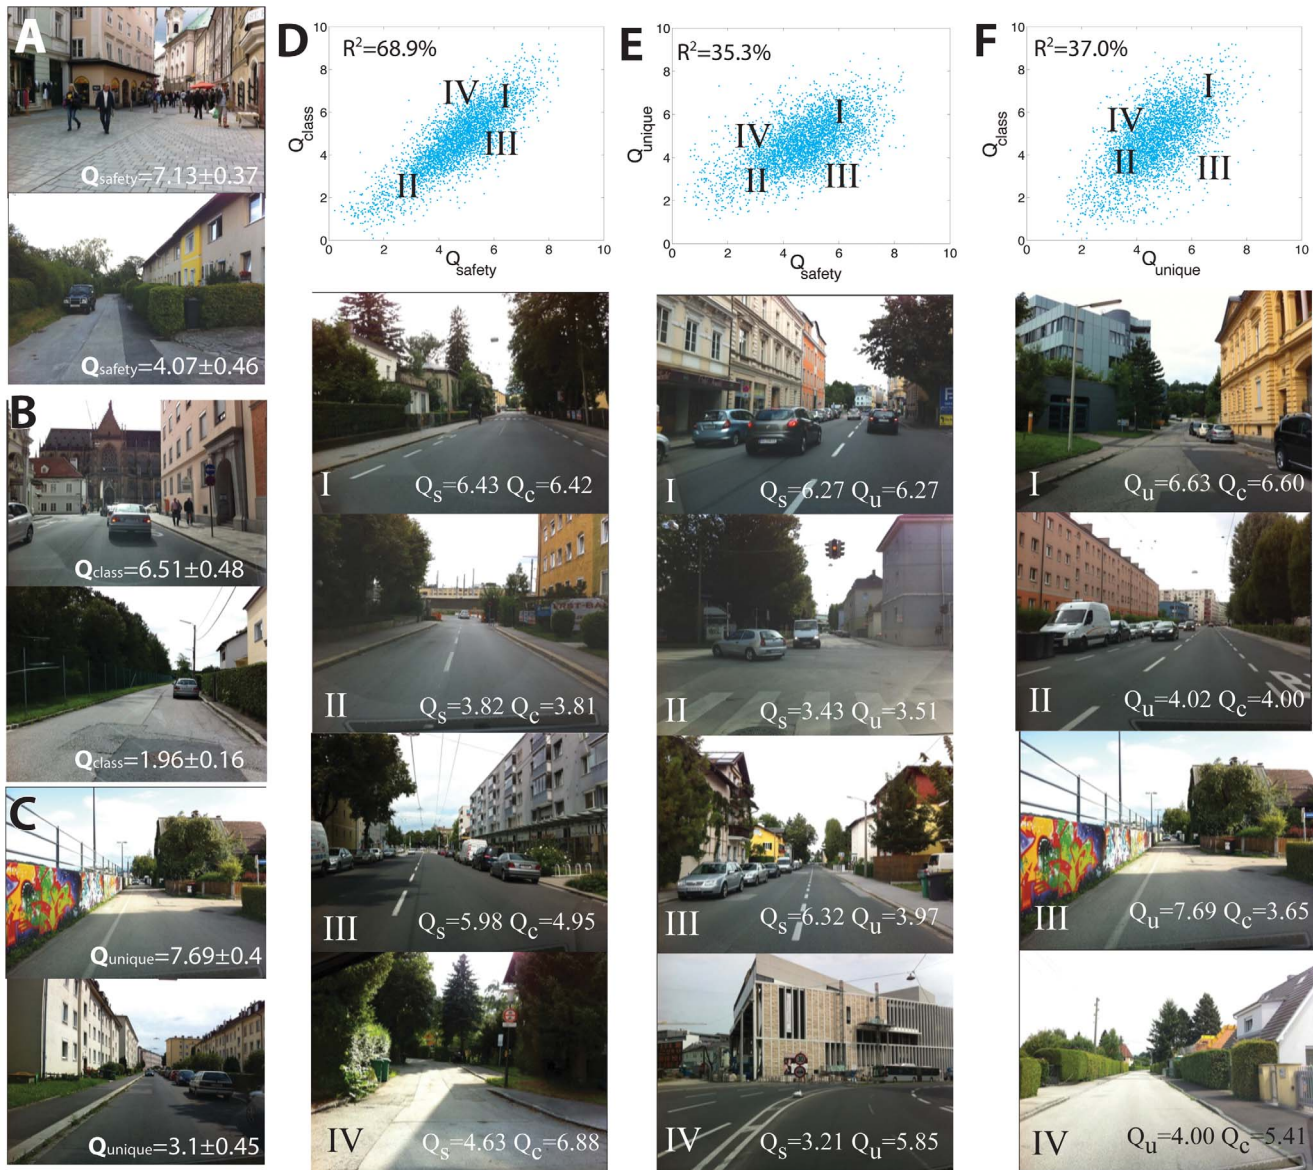 A
Qsafety=7.13±0.37
Qsafety=4.07±0.46
B
Qclass=6.51±0.48
Qclass=1.96±0.16
C
Qunique=7.69±0.4
Qunique=3.1±0.45
D
R²=68.9%
10
8
6
4
2
0
Qclass
0 2 4 6 8 10
Qsafety
IV I
III
II
I Qs=6.43 Qc=6.42
II Qs=3.82 Qc=3.81
III Qs=5.98 Qc=4.95
IV Qs=4.63 Qc=6.88
E
R²=35.3%
10
8
6
4
2
0
Qunique
0 2 4 6 8 10
Qsafety
I
IV
II III
I Qs=6.27 Qu=6.27
II Qs=3.43 Qu=3.51
III Qs=6.32 Qu=3.97
IV Qs=3.21 Qu=5.85
F
R²=37.0%
10
8
6
4
2
0
Qclass
0 2 4 6 8 10
Qunique
I
IV
II III
I Qu=6.63 Qc=6.60
II Qu=4.02 Qc=4.00
III Qu=7.69 Qc=3.65
IV Qu=4.00 Qc=5.41